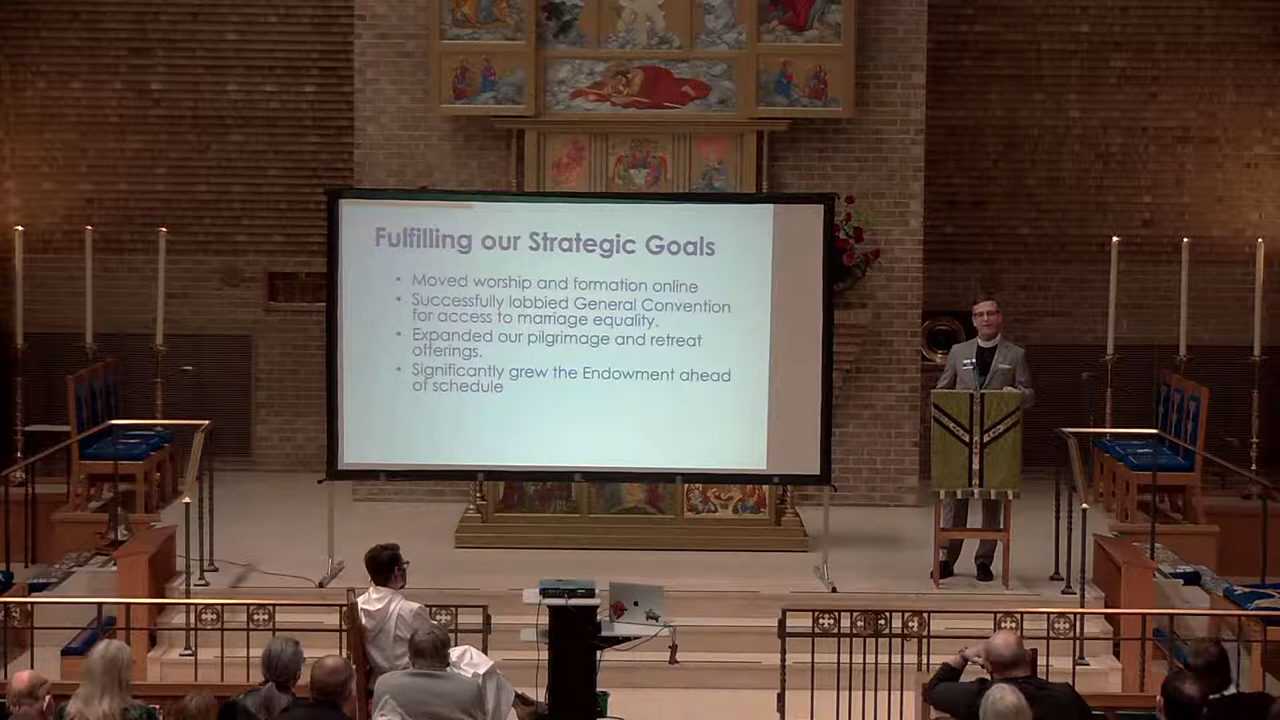 Fulfilling our Strategic Goals
• Moved worship and formation online
• Successfully lobbied General Convention
for access to marriage equality.
• Expanded our pilgrimage and retreat
offerings.
• Significantly grew the Endowment ahead
of schedule